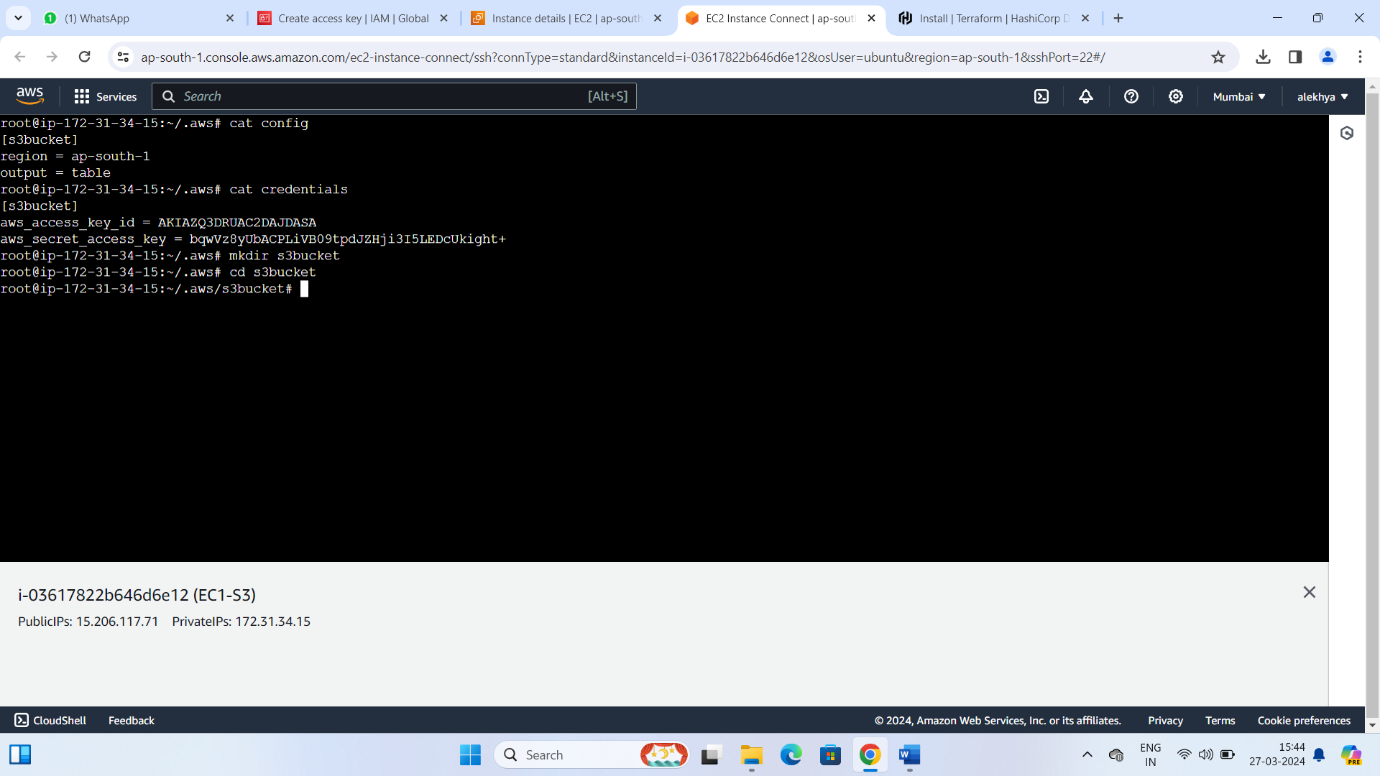 (1) WhatsApp
Create access key | IAM | Global
Instance details | EC2 | ap-south
EC2 Instance Connect | ap-sout
Install | Terraform | HashiCorp D
ap-south-1.console.aws.amazon.com/ec2-instance-connect/ssh?connType=standard&instanceId=i-03617822b646d6e12&osUser=ubuntu&region=ap-south-1&sshPort=22#/
aws Services Search [Alt+S] Mumbai alekhya
root@ip-172-31-34-15:~/.aws# cat config
[s3bucket]
region = ap-south-1
output = table
root@ip-172-31-34-15:~/.aws# cat credentials
[s3bucket]
aws_access_key_id = AKIAZQ3DRUAC2DAJDASA
aws_secret_access_key = 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
root@ip-172-31-34-15:~/.aws# mkdir s3bucket
root@ip-172-31-34-15:~/.aws# cd s3bucket
root@ip-172-31-34-15:~/.aws/s3bucket#
i-03617822b646d6e12 (EC1-S3)
PublicIPs: 15.206.117.71 PrivateIPs: 172.31.34.15
CloudShell Feedback © 2024, Amazon Web Services, Inc. or its affiliates. Privacy Terms Cookie preferences
Search
ENG
IN
15:44
27-03-2024
PRE